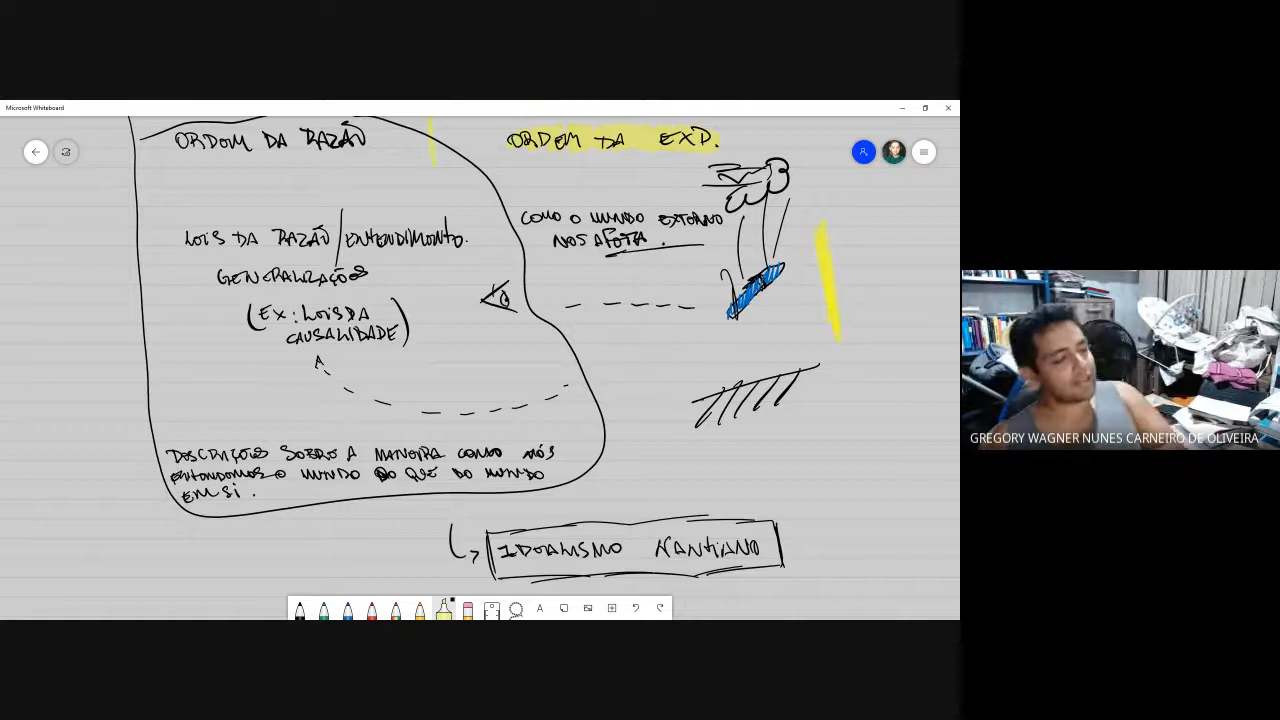 Microsoft Whiteboard
ORDEM DA RAZÃO
ORDEM DA EXP.
COMO O MUNDO EXTERNO
NOS AFETA.
LEIS DA RAZÃO/ENTENDIMENTO.
GENERALIZAÇÕES
(EX: LEIS DA
CAUSALIDADE)
DESCRIÇÕES SOBRE A MANEIRA COMO NÓS
ENTENDEMOS O MUNDO DO QUE DO MUNDO
EM SI.
IDEALISMO KANTIANO
A
GREGORY WAGNER NUNES CARNEIRO DE OLIVEIRA